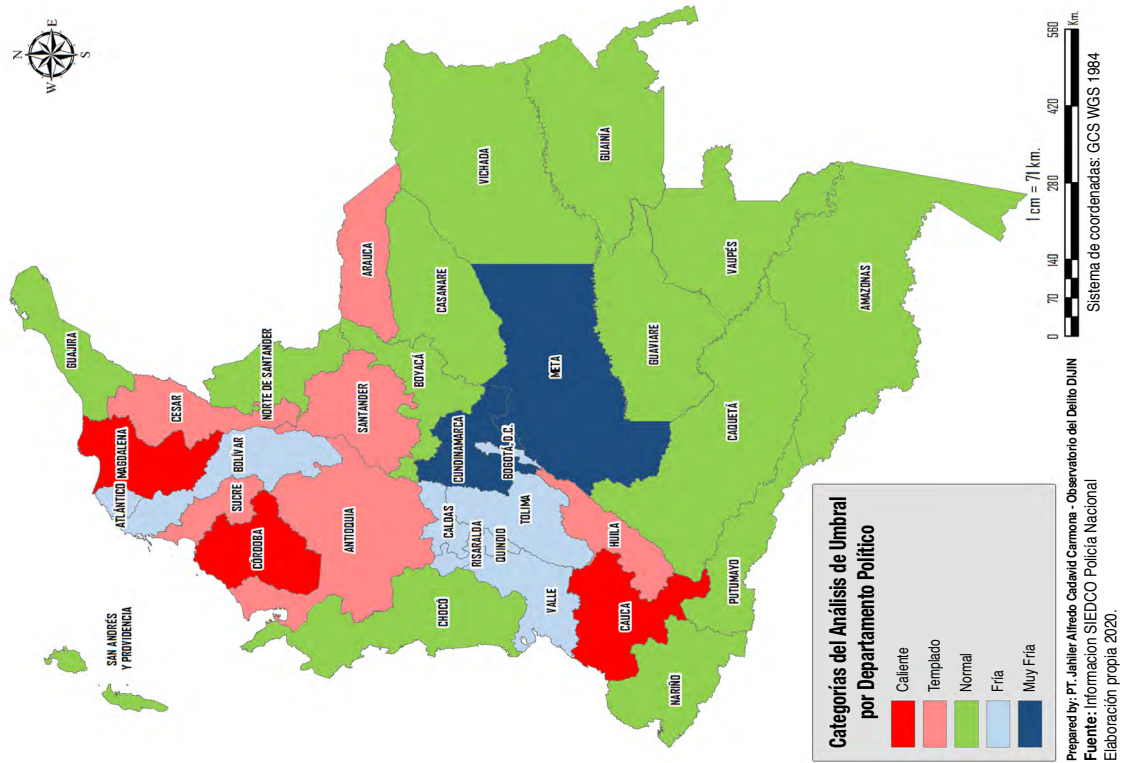 N
W
E
S
SAN ANDRÉS
Y PROVIDENCIA
GUAJIRA
ATLÁNTICO
MAGDALENA
CESAR
NORTE DE SANTANDER
SUCRE
BOLÍVAR
CÓRDOBA
ANTIOQUIA
SANTANDER
ARAUCA
BOYACÁ
CASANARE
VICHADA
CHOCÓ
CALDAS
RISARALDA
QUINDIO
CUNDINAMARCA
BOGOTÁ D.C.
TOLIMA
VALLE
META
GUAINÍA
CAUCA
HUILA
GUAVIARE
VAUPÉS
NARIÑO
PUTUMAYO
CAQUETÁ
AMAZONAS
Categorías del Análisis de Umbral
por Departamento Político
Caliente
Templado
Normal
Fría
Muy Fría
1 cm = 71 km.
0 70 140 280 420 560
Km.
Sistema de coordenadas: GCS WGS 1984
Prepared by: PT. Jahiler Alfredo Cadavid Carmona - Observatorio del Delito DIJIN
Fuente: Informacion SIEDCO Policia Nacional
Elaboración propia 2020.